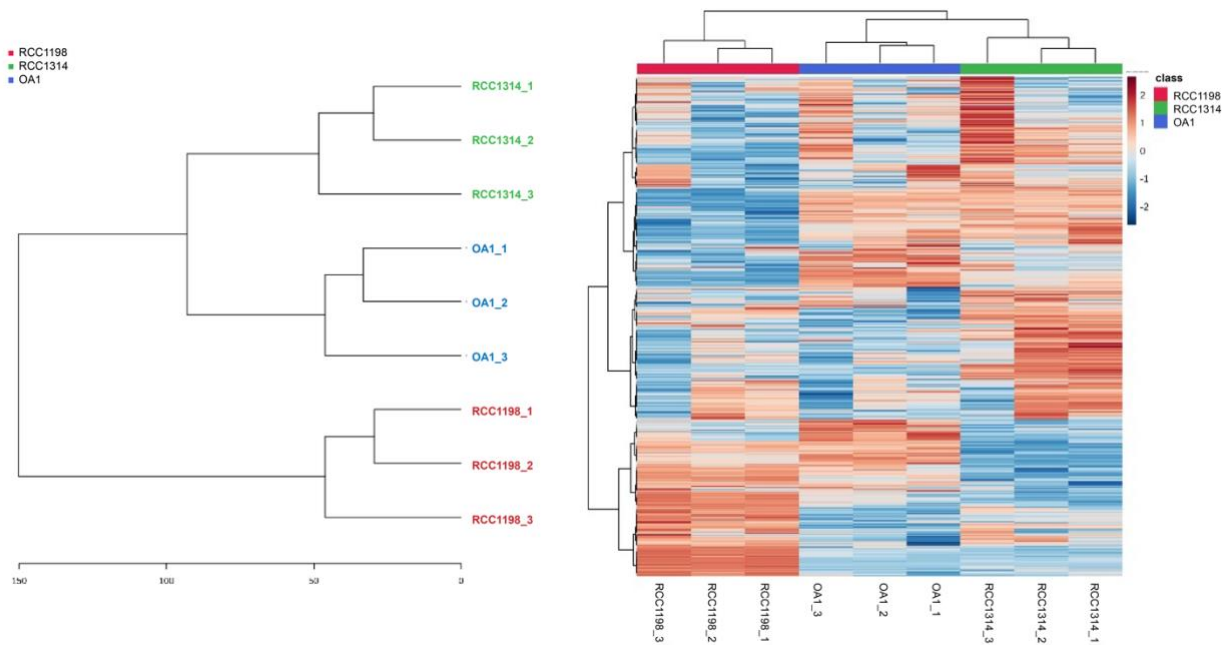 RCC1198
RCC1314
OA1
RCC1314_1
RCC1314_2
RCC1314_3
OA1_1
OA1_2
OA1_3
RCC1198_1
RCC1198_2
RCC1198_3
150
100
50
0
class
RCC1198
RCC1314
OA1
2
1
0
-1
-2
RCC1198_3
RCC1198_2
RCC1198_1
OA1_3
OA1_2
OA1_1
RCC1314_3
RCC1314_2
RCC1314_1